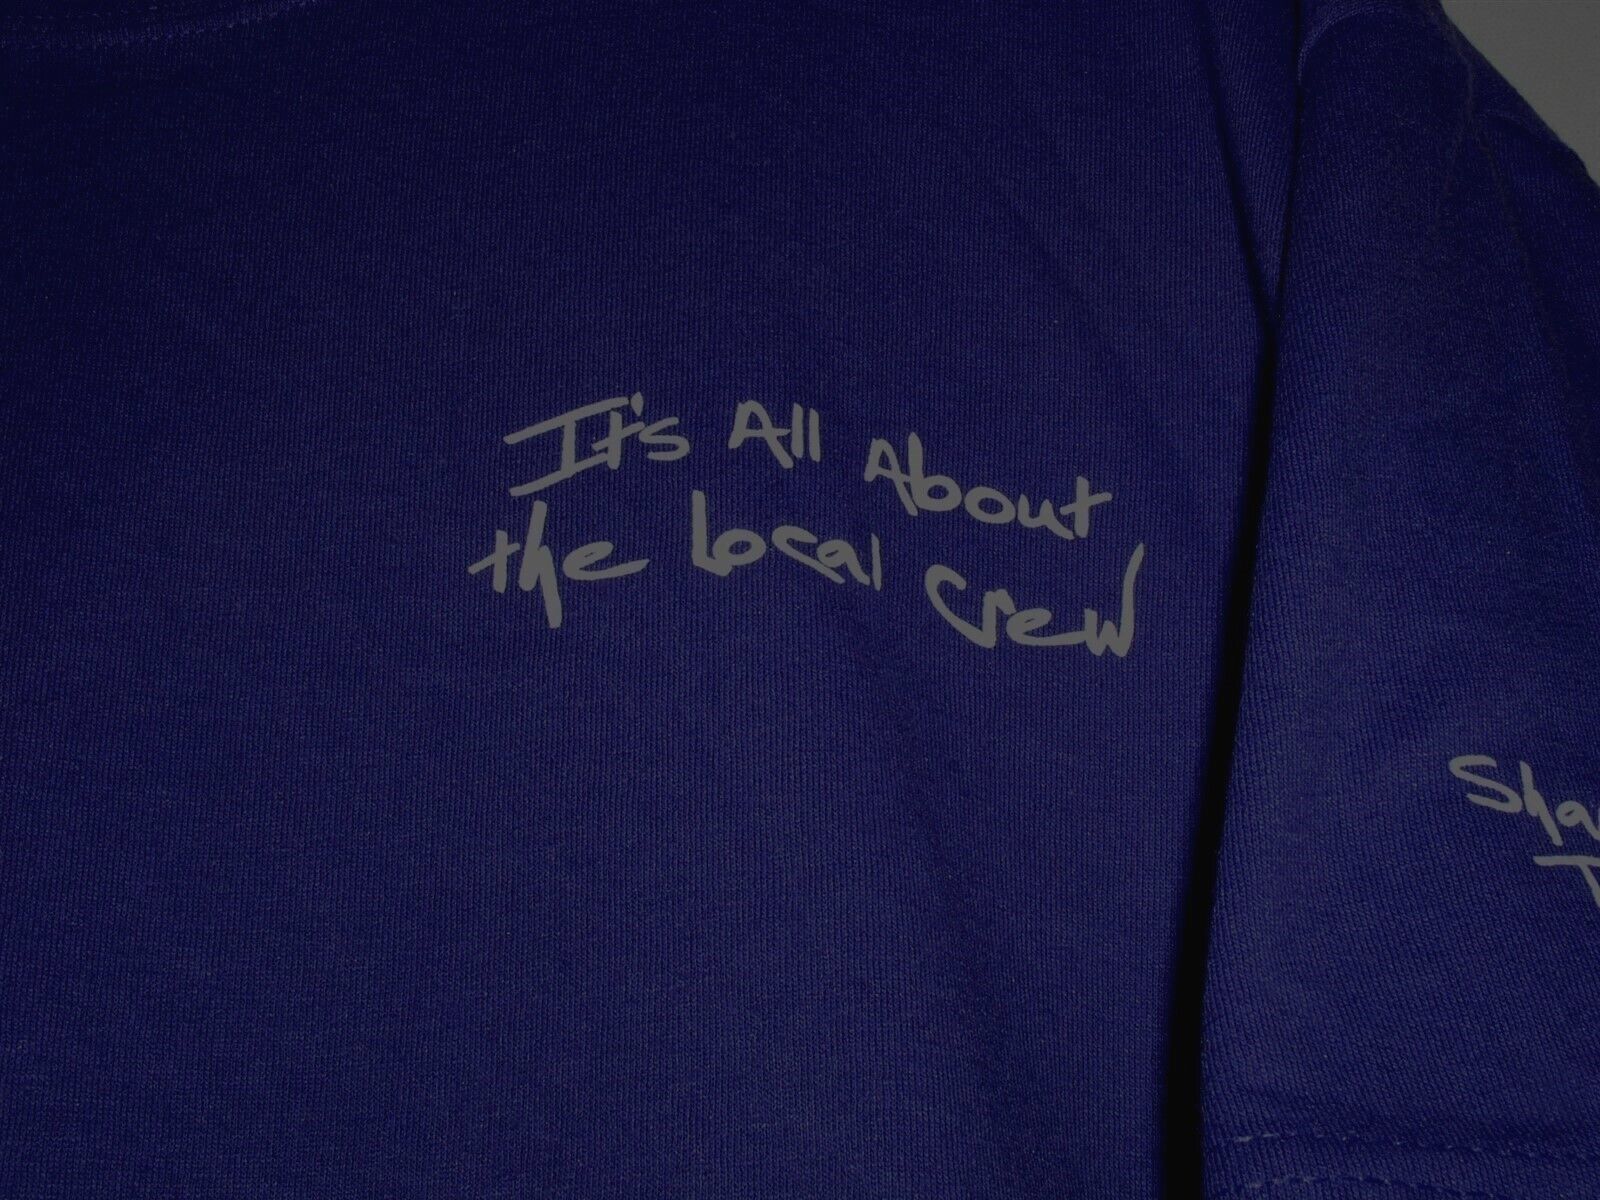 It's All About
the Local Crew